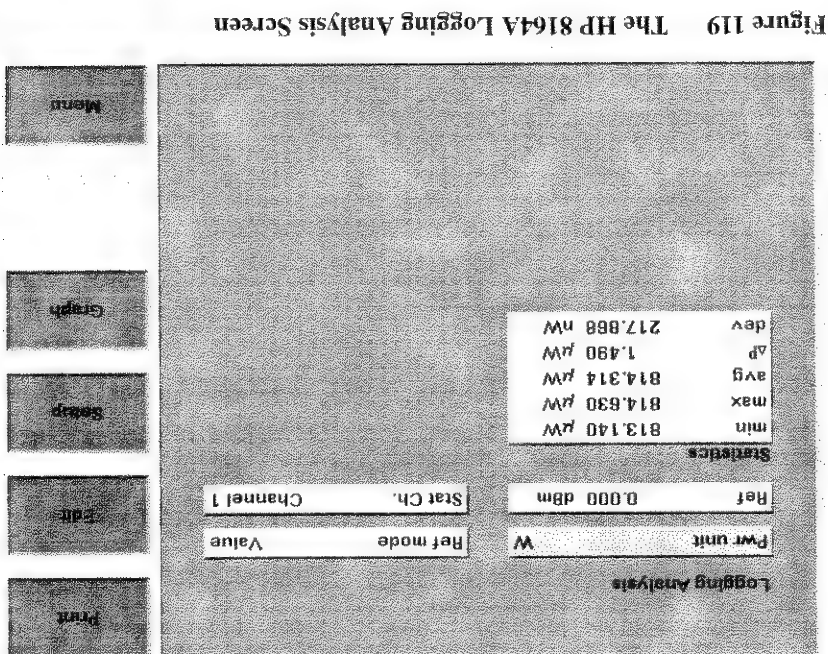 Logging Analysis
Pwr unit W
Ref mode Value
Ref 0.000 dBm
Stat Ch. Channel 1
Statistics
min 813.140 µW
max 814.630 µW
avg 814.314 µW
ΔP 1.490 µW
dev 217.868 nW
Print
Edit
Setup
Graph
Menu
Figure 119 The HP 8164A Logging Analysis Screen